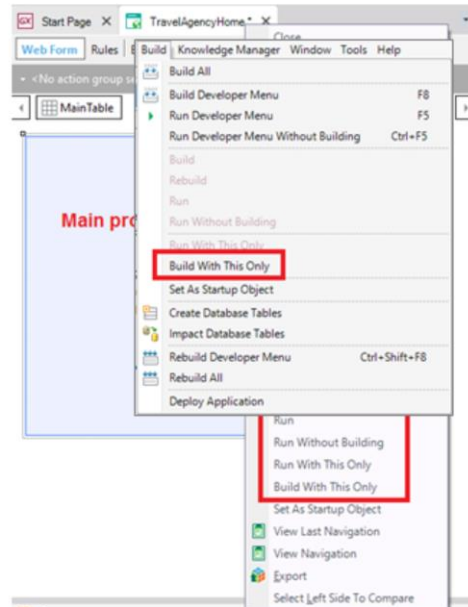 Start Page X TravelAgencyHome * X
Close
Web Form Rules Build Knowledge Manager Window Tools Help
<No action group se
Build All
MainTable
Build Developer Menu F8
Run Developer Menu F5
Run Developer Menu Without Building Ctrl+F5
Build
Rebuild
Run
Main pro
Run Without Building
Run With This Only
Build With This Only
Set As Startup Object
Create Database Tables
Impact Database Tables
Rebuild Developer Menu Ctrl+Shift+F8
Rebuild All
Deploy Application
Run
Run Without Building
Run With This Only
Build With This Only
Set As Startup Object
View Last Navigation
View Navigation
Export
Select Left Side To Compare